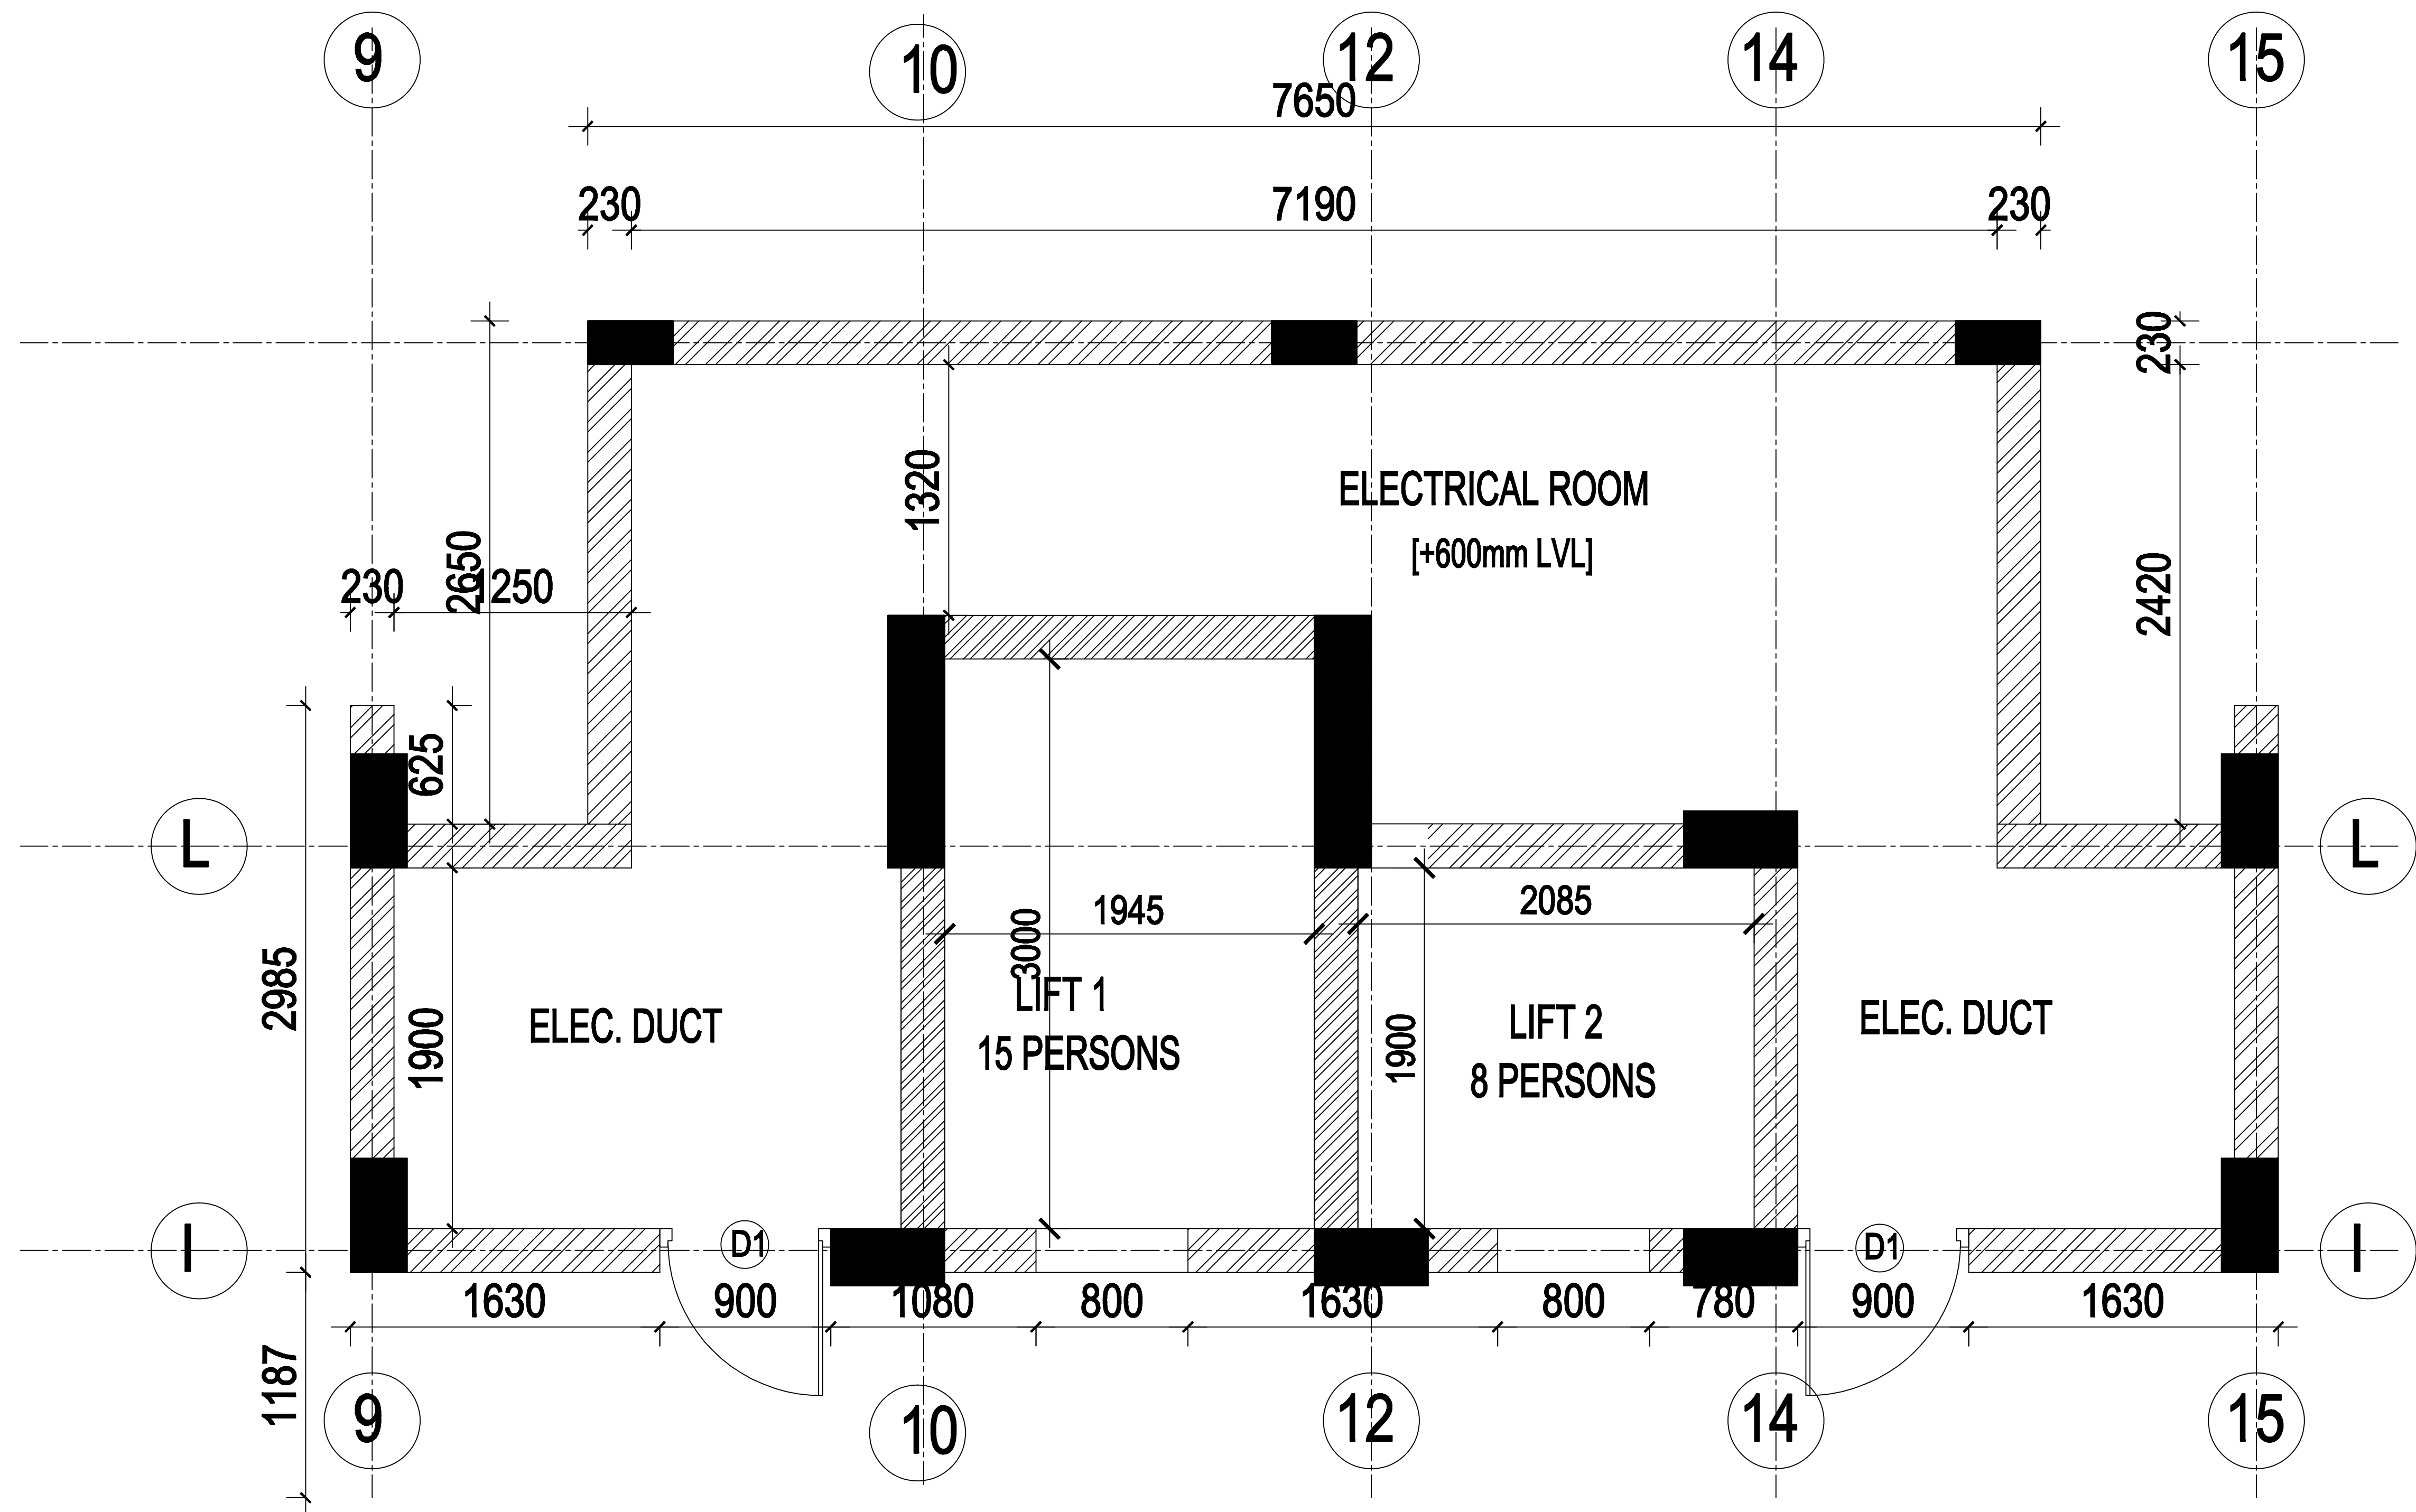 9
10
12
14
15
7650
230
7190
230
230
1320
ELECTRICAL ROOM
[+600mm LVL]
2650
230
1250
2420
625
L
L
1945
2085
3000
2985
1900
1900
LIFT 1
15 PERSONS
LIFT 2
8 PERSONS
ELEC. DUCT
ELEC. DUCT
I
D1
D1
I
1630
900
1080
800
1630
800
780
900
1630
1187
9
10
12
14
15